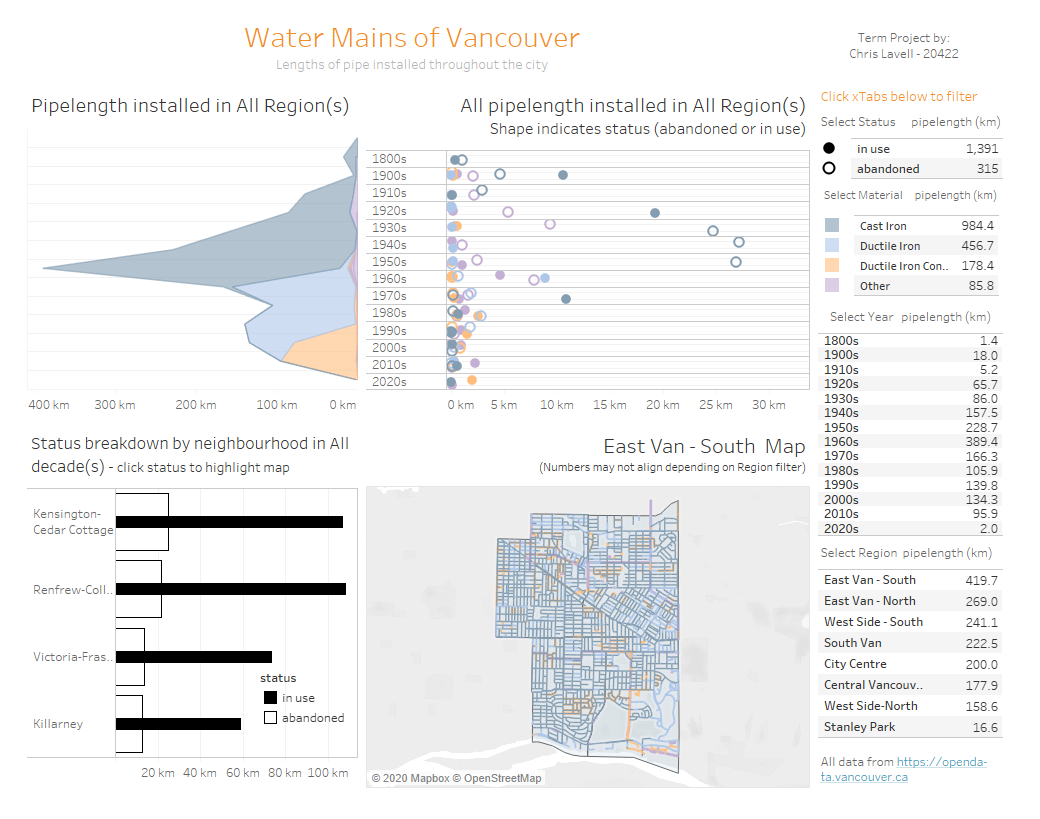 Water Mains of Vancouver
Lengths of pipe installed throughout the city
Term Project by:
Chris Lavell - 20422
Pipelength installed in All Region(s)
400 km 300 km 200 km 100 km 0 km
All pipelength installed in All Region(s)
Shape indicates status (abandoned or in use)
1800s
1900s
1910s
1920s
1930s
1940s
1950s
1960s
1970s
1980s
1990s
2000s
2010s
2020s
0 km 5 km 10 km 15 km 20 km 25 km 30 km
Click xTabs below to filter
Select Status pipelength (km)
in use 1,391
abandoned 315
Select Material pipelength (km)
Cast Iron 984.4
Ductile Iron 456.7
Ductile Iron Con.. 178.4
Other 85.8
Select Year pipelength (km)
1800s 1.4
1900s 18.0
1910s 5.2
1920s 65.7
1930s 86.0
1940s 157.5
1950s 228.7
1960s 389.4
1970s 166.3
1980s 105.9
1990s 139.8
2000s 134.3
2010s 95.9
2020s 2.0
Select Region pipelength (km)
East Van - South 419.7
East Van - North 269.0
West Side - South 241.1
South Van 222.5
City Centre 200.0
Central Vancouv.. 177.9
West Side-North 158.6
Stanley Park 16.6
All data from https://openda-
ta.vancouver.ca
Status breakdown by neighbourhood in All
decade(s) - click status to highlight map
Kensington-
Cedar Cottage
Renfrew-Coll..
Victoria-Fras..
Killarney
status
in use
abandoned
20 km 40 km 60 km 80 km 100 km
East Van - South Map
(Numbers may not align depending on Region filter)
© 2020 Mapbox © OpenStreetMap